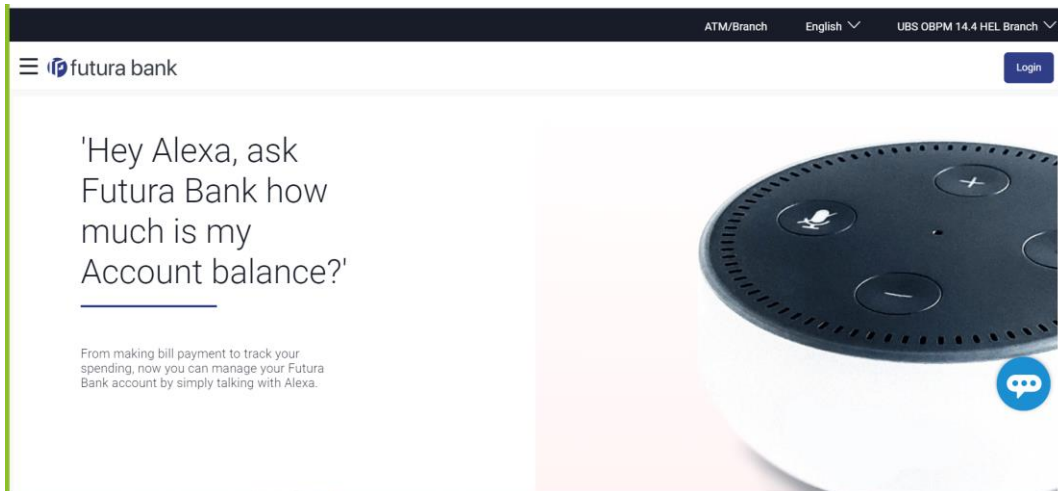 ATM/Branch English UBS OBPM 14.4 HEL Branch
futura bank
Login
'Hey Alexa, ask
Futura Bank how
much is my
Account balance?'
From making bill payment to track your
spending, now you can manage your Futura
Bank account by simply talking with Alexa.